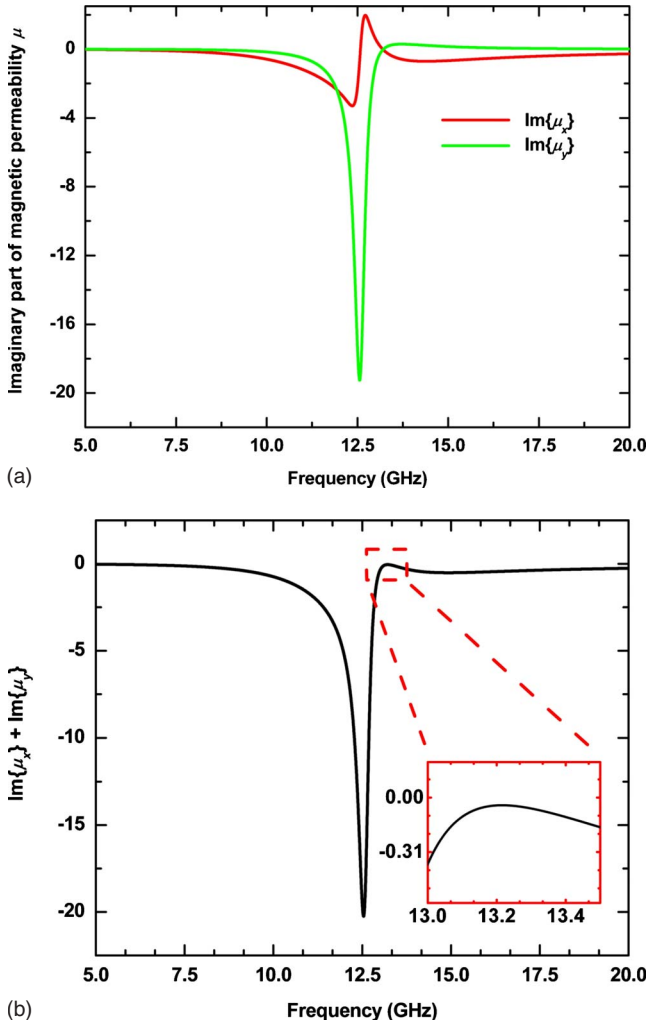 Imaginary part of magnetic permeability μ
0
-4
-8
-12
-16
-20
Im{μx}
Im{μy}
5.0 7.5 10.0 12.5 15.0 17.5 20.0
Frequency (GHz)
(a)
Im{μx} + Im{μy}
0
-5
-10
-15
-20
0.00
-0.31
13.0 13.2 13.4
5.0 7.5 10.0 12.5 15.0 17.5 20.0
Frequency (GHz)
(b)